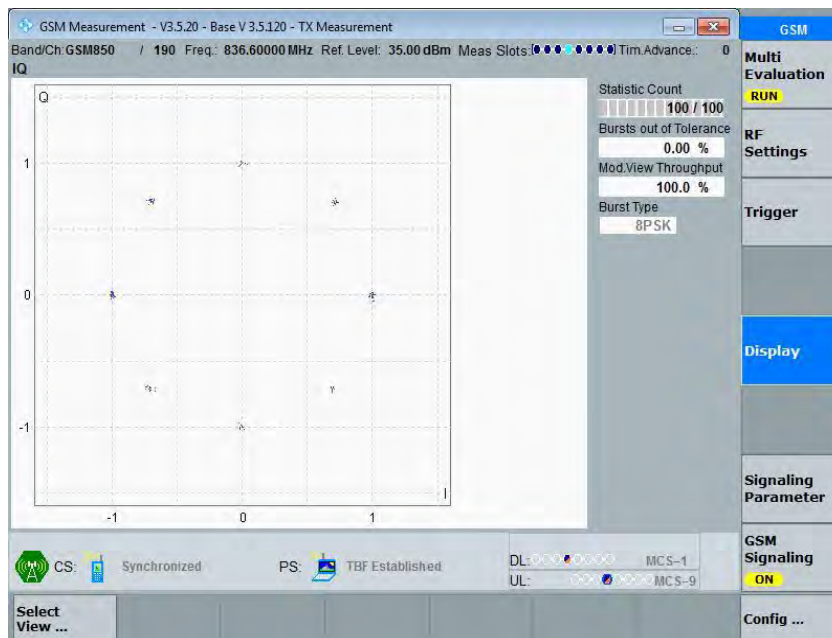 GSM Measurement - V3.5.20 - Base V 3.5.120 - TX Measurement
GSM
Band/Ch: GSM850 / 190 Freq.: 836.60000 MHz Ref. Level: 35.00 dBm Meas Slots: Tim.Advance.: 0
IQ
Multi
Evaluation
RUN
Q
1
0
-1
I
-1 0 1
Statistic Count
100 / 100
Bursts out of Tolerance
0.00 %
Mod.View Throughput
100.0 %
Burst Type
8PSK
RF
Settings
Trigger
Display
Signaling
Parameter
GSM
Signaling
ON
CS: Synchronized PS: TBF Established DL: MCS-1
UL: MCS-9
Select
View ...
Config ...